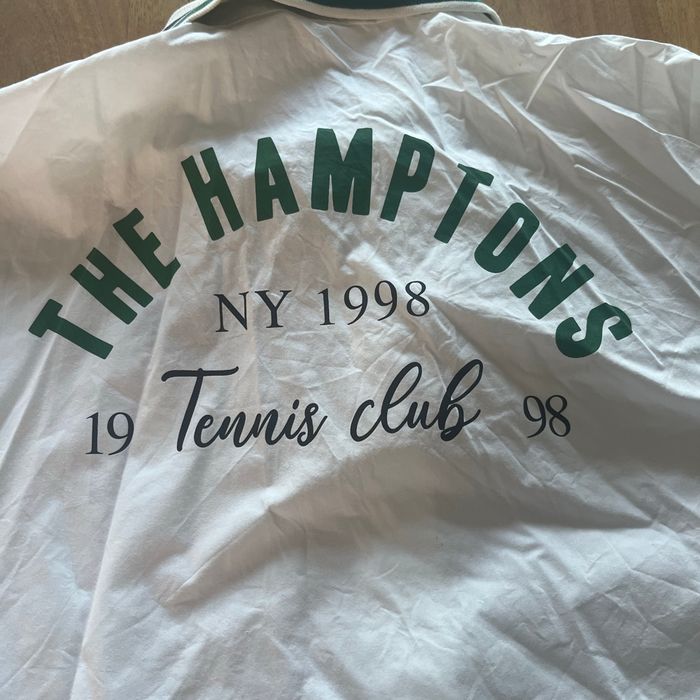 THE HAMPTONS
NY 1998
19 Tennis club 98